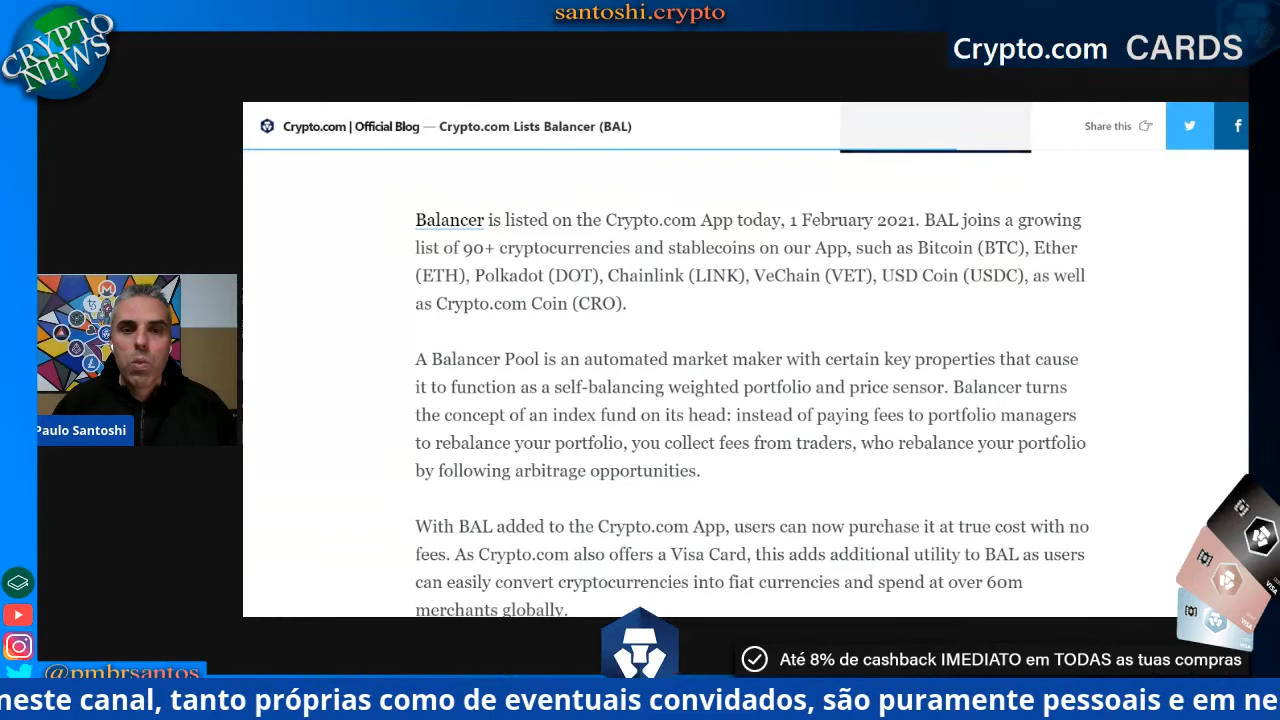 santoshi.crypto
CRYPTO
NEWS
Crypto.com CARDS
Crypto.com | Official Blog — Crypto.com Lists Balancer (BAL)
Share this
Balancer is listed on the Crypto.com App today, 1 February 2021. BAL joins a growing
list of 90+ cryptocurrencies and stablecoins on our App, such as Bitcoin (BTC), Ether
(ETH), Polkadot (DOT), Chainlink (LINK), VeChain (VET), USD Coin (USDC), as well
as Crypto.com Coin (CRO).
A Balancer Pool is an automated market maker with certain key properties that cause
it to function as a self-balancing weighted portfolio and price sensor. Balancer turns
the concept of an index fund on its head: instead of paying fees to portfolio managers
to rebalance your portfolio, you collect fees from traders, who rebalance your portfolio
by following arbitrage opportunities.
With BAL added to the Crypto.com App, users can now purchase it at true cost with no
fees. As Crypto.com also offers a Visa Card, this adds additional utility to BAL as users
can easily convert cryptocurrencies into fiat currencies and spend at over 60m
merchants globally.
Paulo Santoshi
VISA
VISA
VISA
@pmbrsantos
Até 8% de cashback IMEDIATO em TODAS as tuas compras
neste canal, tanto próprias como de eventuais convidados, são puramente pessoais e em ne